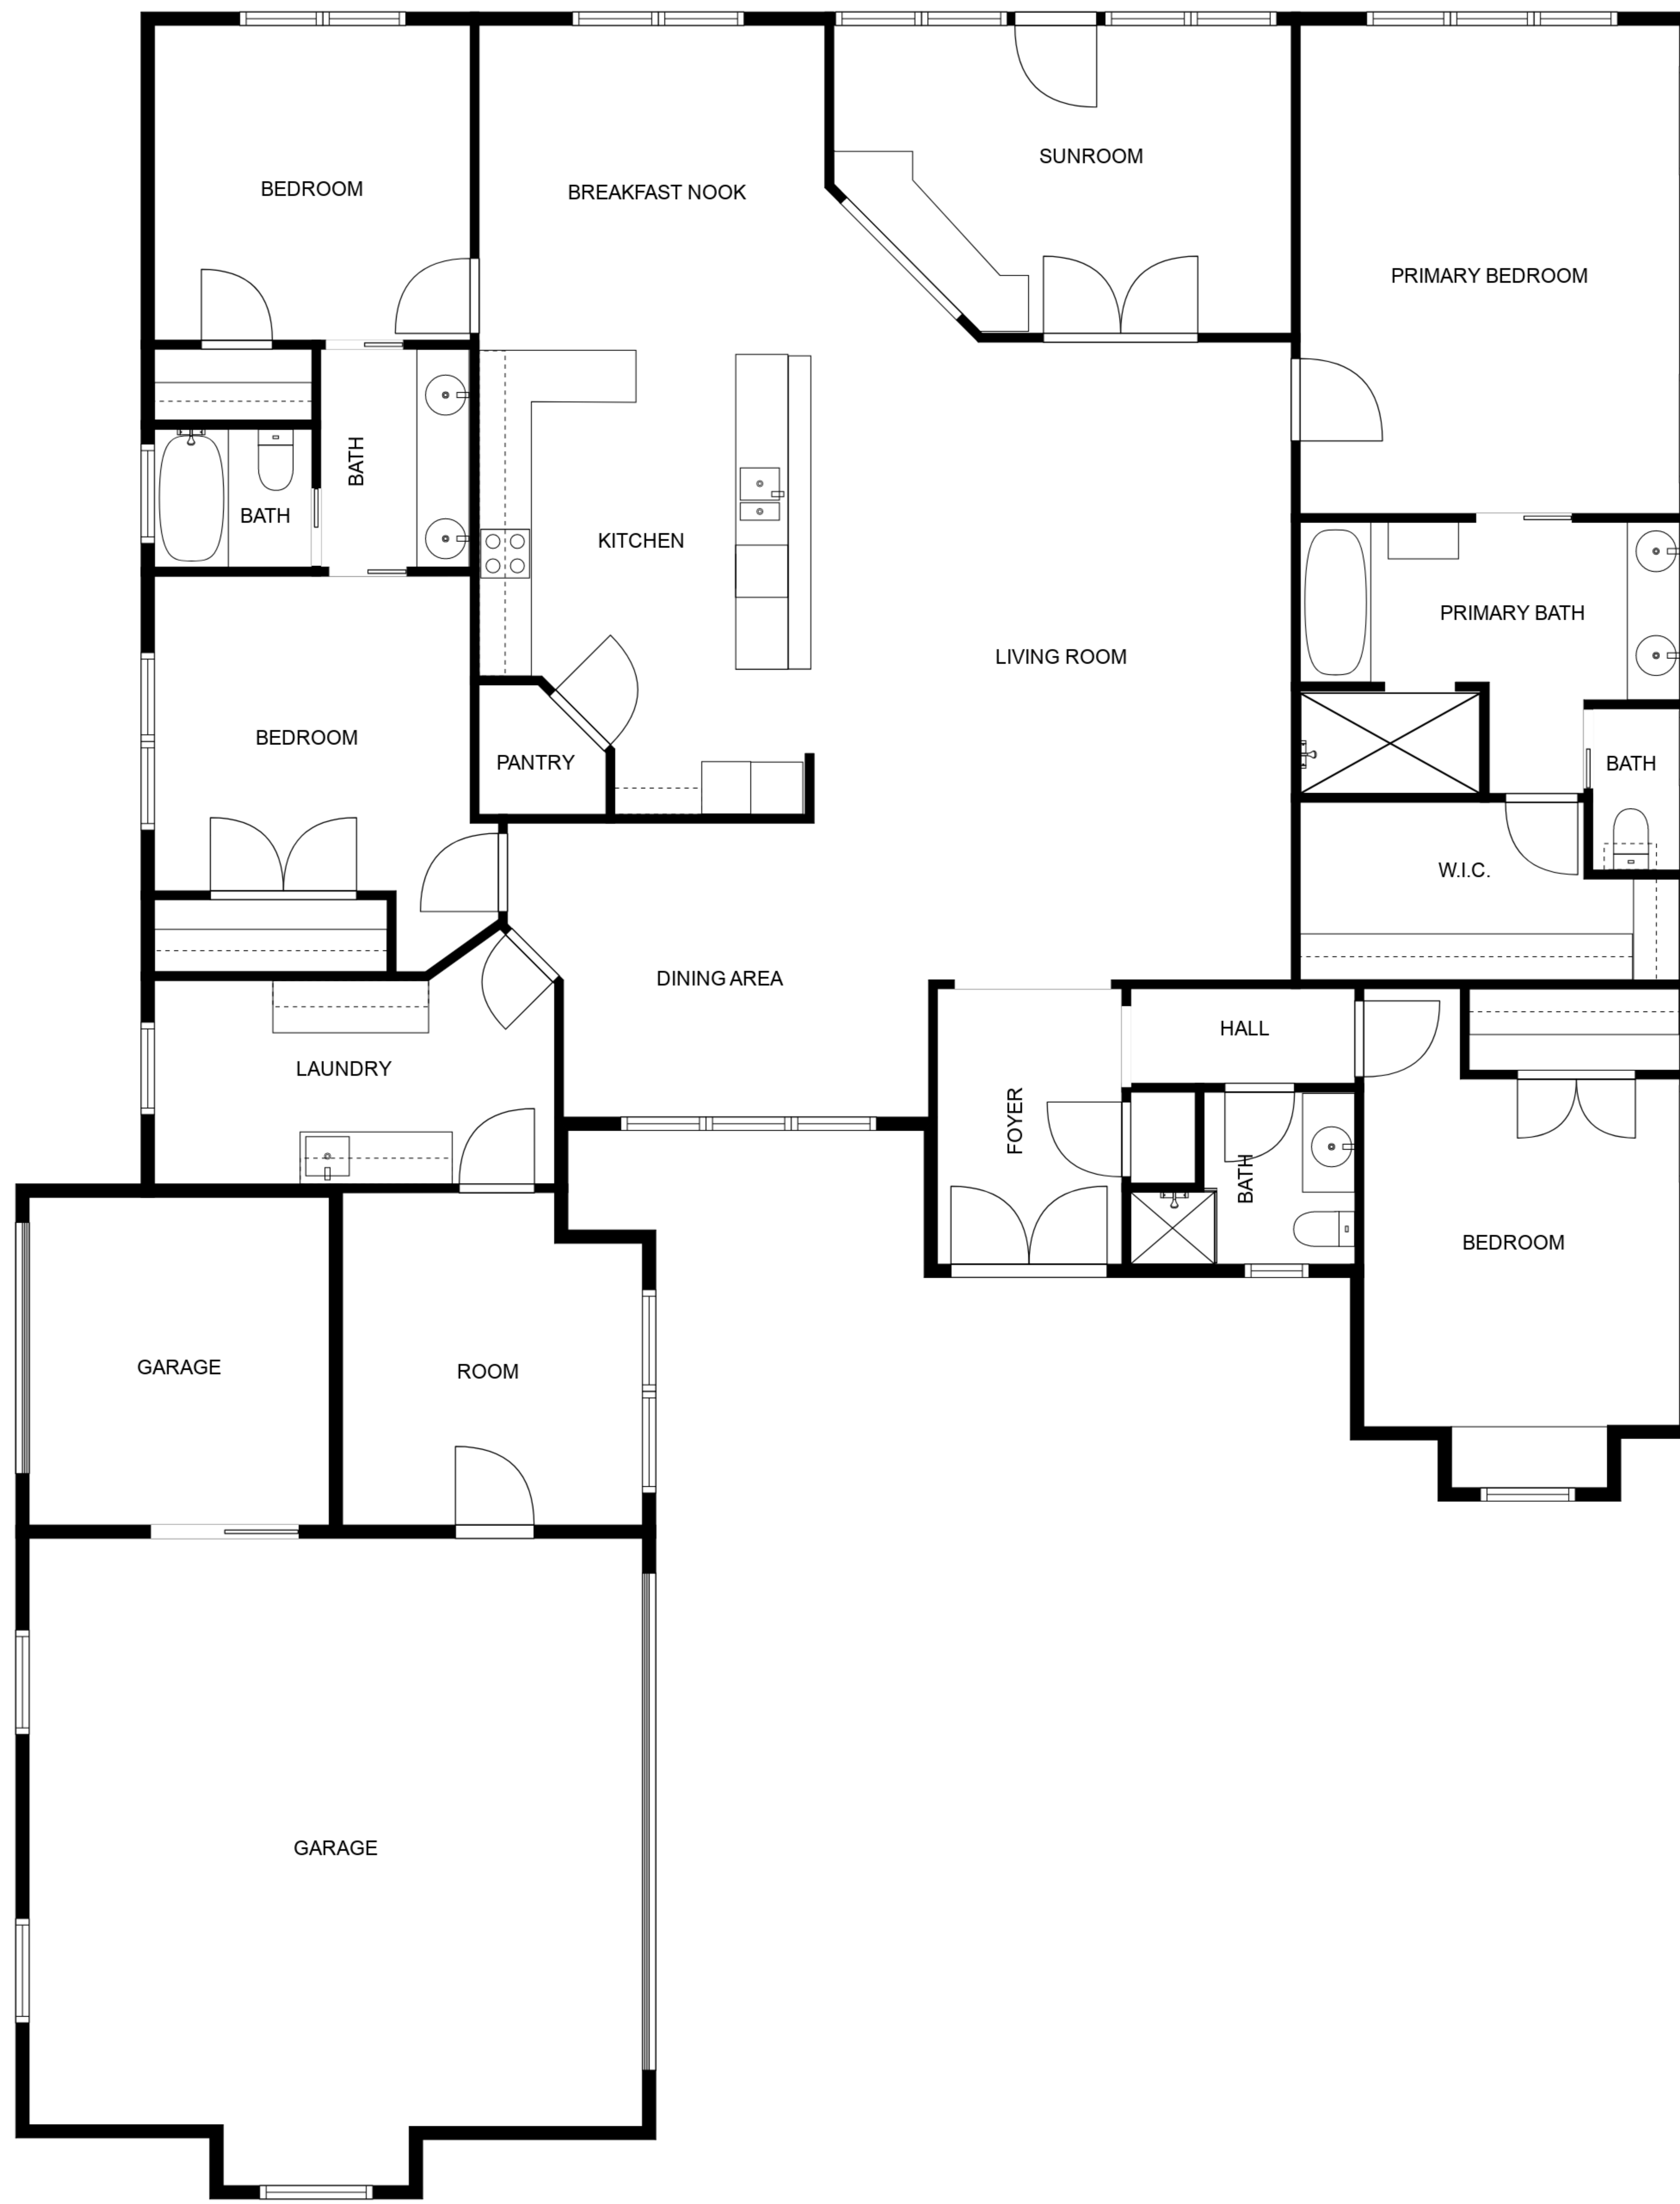 SUNROOM
BEDROOM
BREAKFAST NOOK
PRIMARY BEDROOM
BATH
BATH
KITCHEN
PRIMARY BATH
LIVING ROOM
BEDROOM
PANTRY
BATH
W.I.C.
DINING AREA
HALL
LAUNDRY
FOYER
BATH
BEDROOM
GARAGE
ROOM
GARAGE